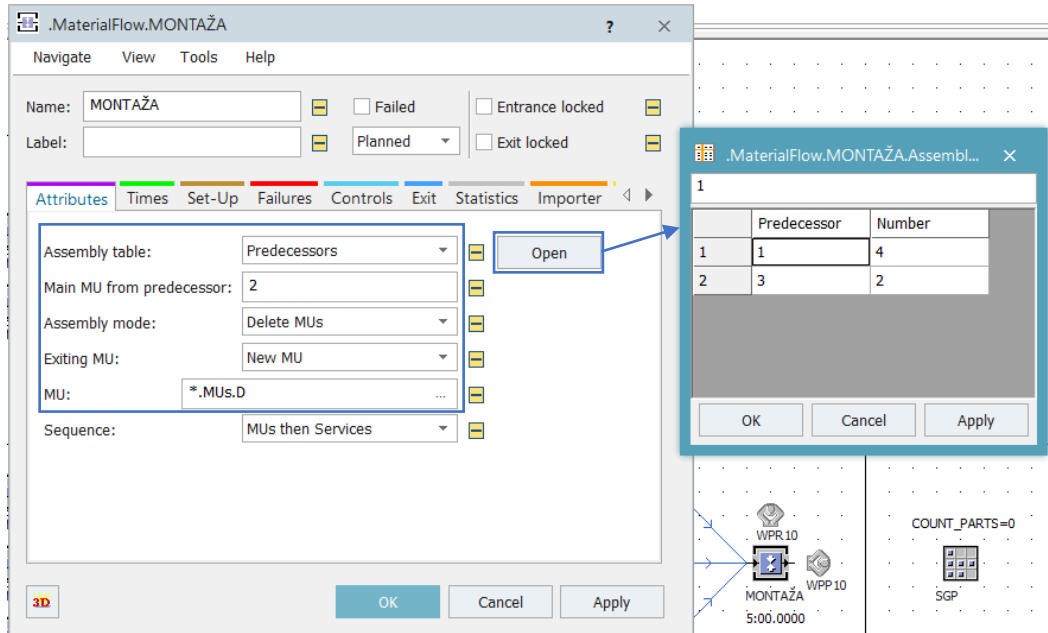 .MaterialFlow.MONTAŽA ? ×
Navigate View Tools Help
Name: MONTAŽA Failed Entrance locked
Label: Planned Exit locked
Attributes Times Set-Up Failures Controls Exit Statistics Importer
Assembly table: Predecessors Open
Main MU from predecessor: 2
Assembly mode: Delete MUs
Exiting MU: New MU
MU: *.MUs.D ...
Sequence: MUs then Services
3D OK Cancel Apply
.MaterialFlow.MONTAŽA.Assembl... ×
1
Predecessor Number
1 1 4
2 3 2
OK Cancel Apply
WPR10
WPP10
MONTAŽA
5:00.0000
COUNT_PARTS=0
SGP